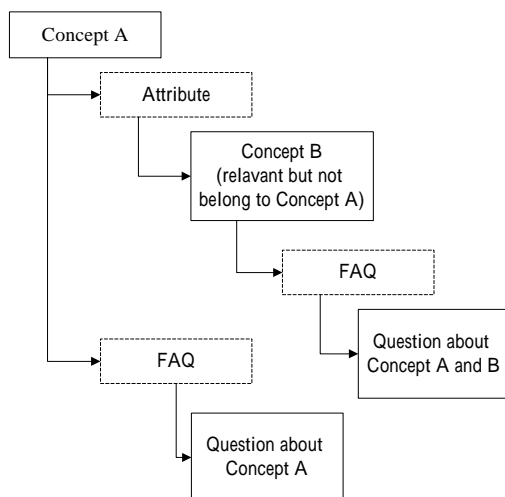 Concept A
Attribute
Concept B
(relavant but not
belong to Concept A)
FAQ
Question about
Concept A and B
FAQ
Question about
Concept A